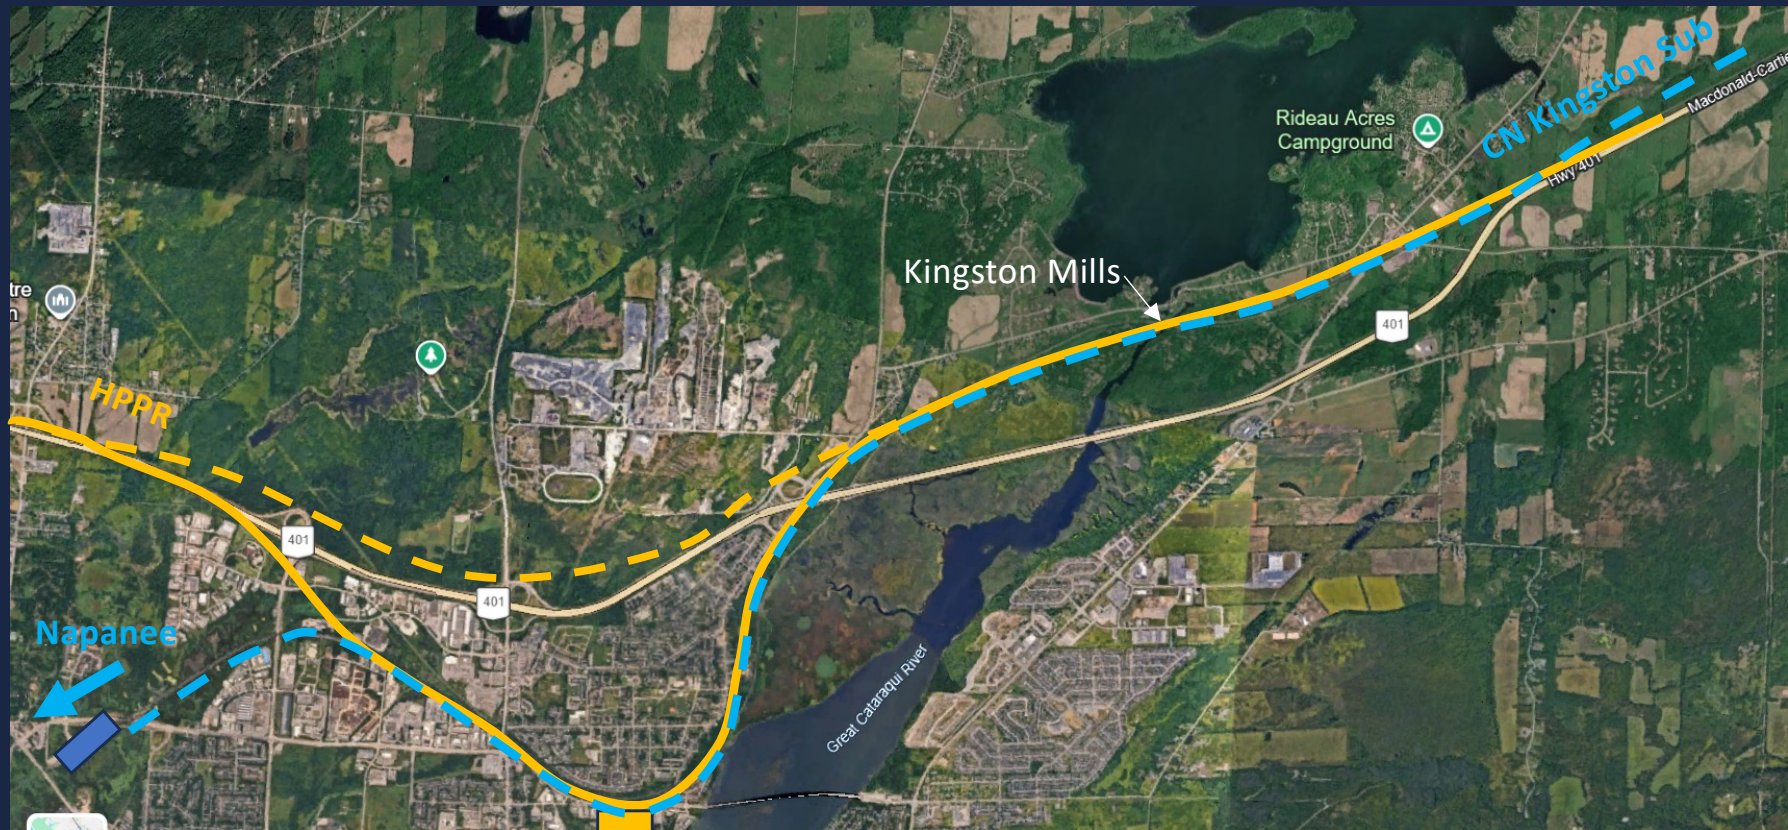 CN Kingston Sub
Macdonald-Cartie
Rideau Acres
Campground
Hwy 401
Kingston Mills
tre
n
401
HPPR
401
401
Napanee
Great Cataraqui River